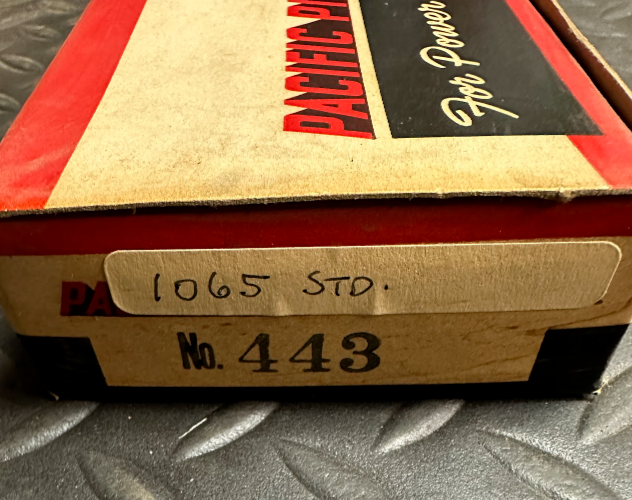 PACIFIC
For Power
1065 STD.
PA
No. 443